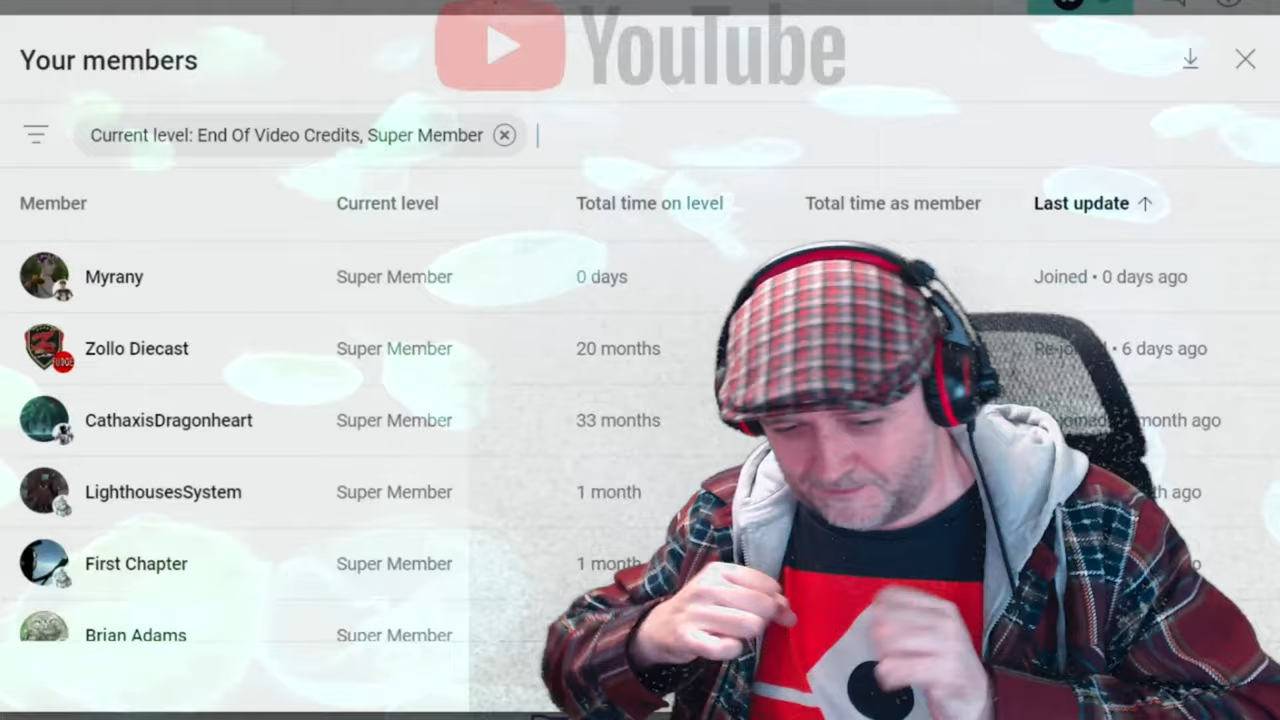 YouTube
Your members
Current level: End Of Video Credits, Super Member
Member Current level Total time on level Total time as member Last update
Myrany Super Member 0 days Joined • 0 days ago
Zollo Diecast Super Member 20 months • 6 days ago
CathaxisDragonheart Super Member 33 months month ago
LighthousesSystem Super Member 1 month ago
First Chapter Super Member 1 month
Brian Adams Super Member